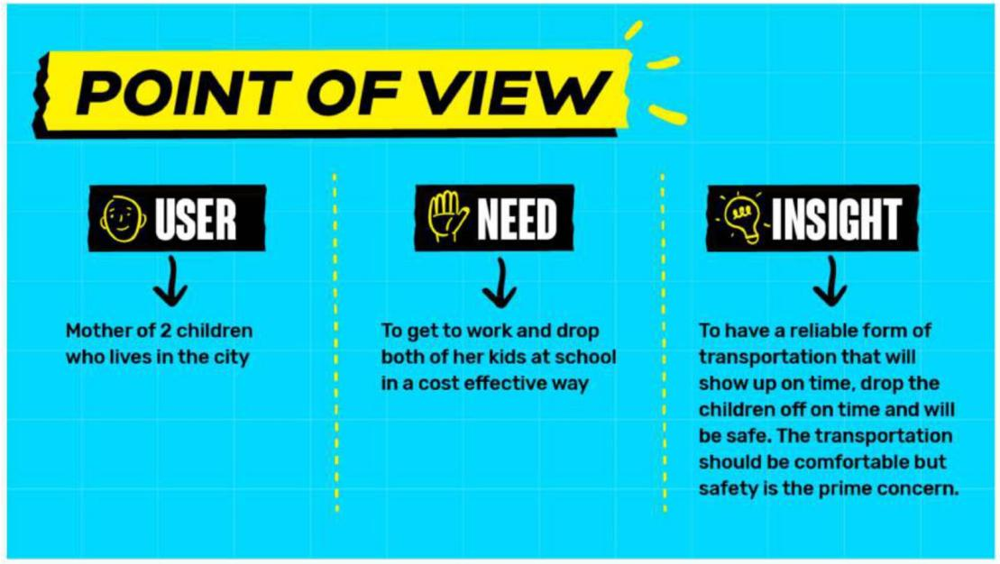 POINT OF VIEW
USER
Mother of 2 children
who lives in the city
NEED
To get to work and drop
both of her kids at school
in a cost effective way
INSIGHT
To have a reliable form of
transportation that will
show up on time, drop the
children off on time and will
be safe. The transportation
should be comfortable but
safety is the prime concern.